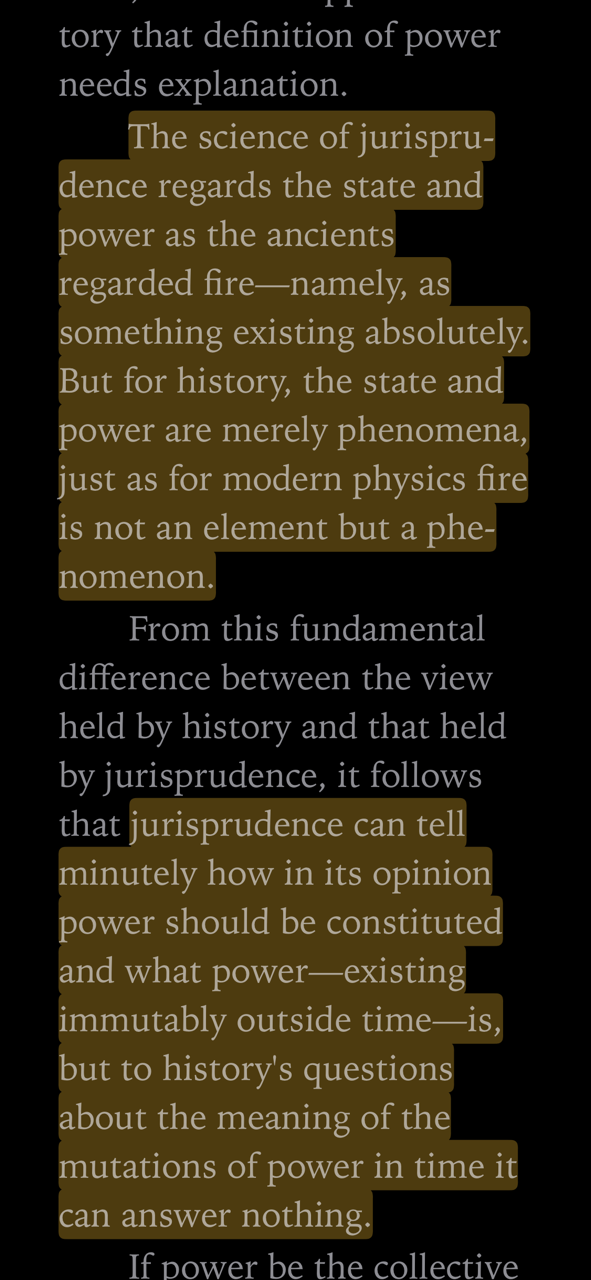 tory that definition of power
needs explanation.
The science of jurispru-
dence regards the state and
power as the ancients
regarded fire—namely, as
something existing absolutely.
But for history, the state and
power are merely phenomena,
just as for modern physics fire
is not an element but a phe-
nomenon.
From this fundamental
difference between the view
held by history and that held
by jurisprudence, it follows
that jurisprudence can tell
minutely how in its opinion
power should be constituted
and what power—existing
immutably outside time—is,
but to history's questions
about the meaning of the
mutations of power in time it
can answer nothing.
If power be the collective